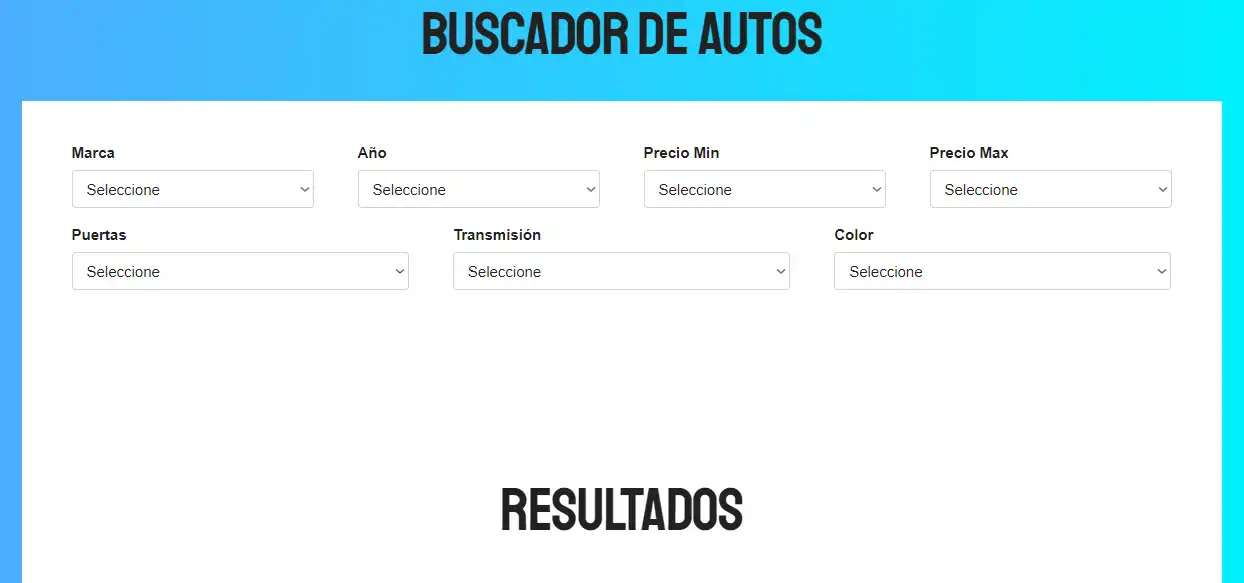 BUSCADOR DE AUTOS
Marca Año Precio Min Precio Max
Seleccione Seleccione Seleccione Seleccione
Puertas Transmisión Color
Seleccione Seleccione Seleccione
RESULTADOS